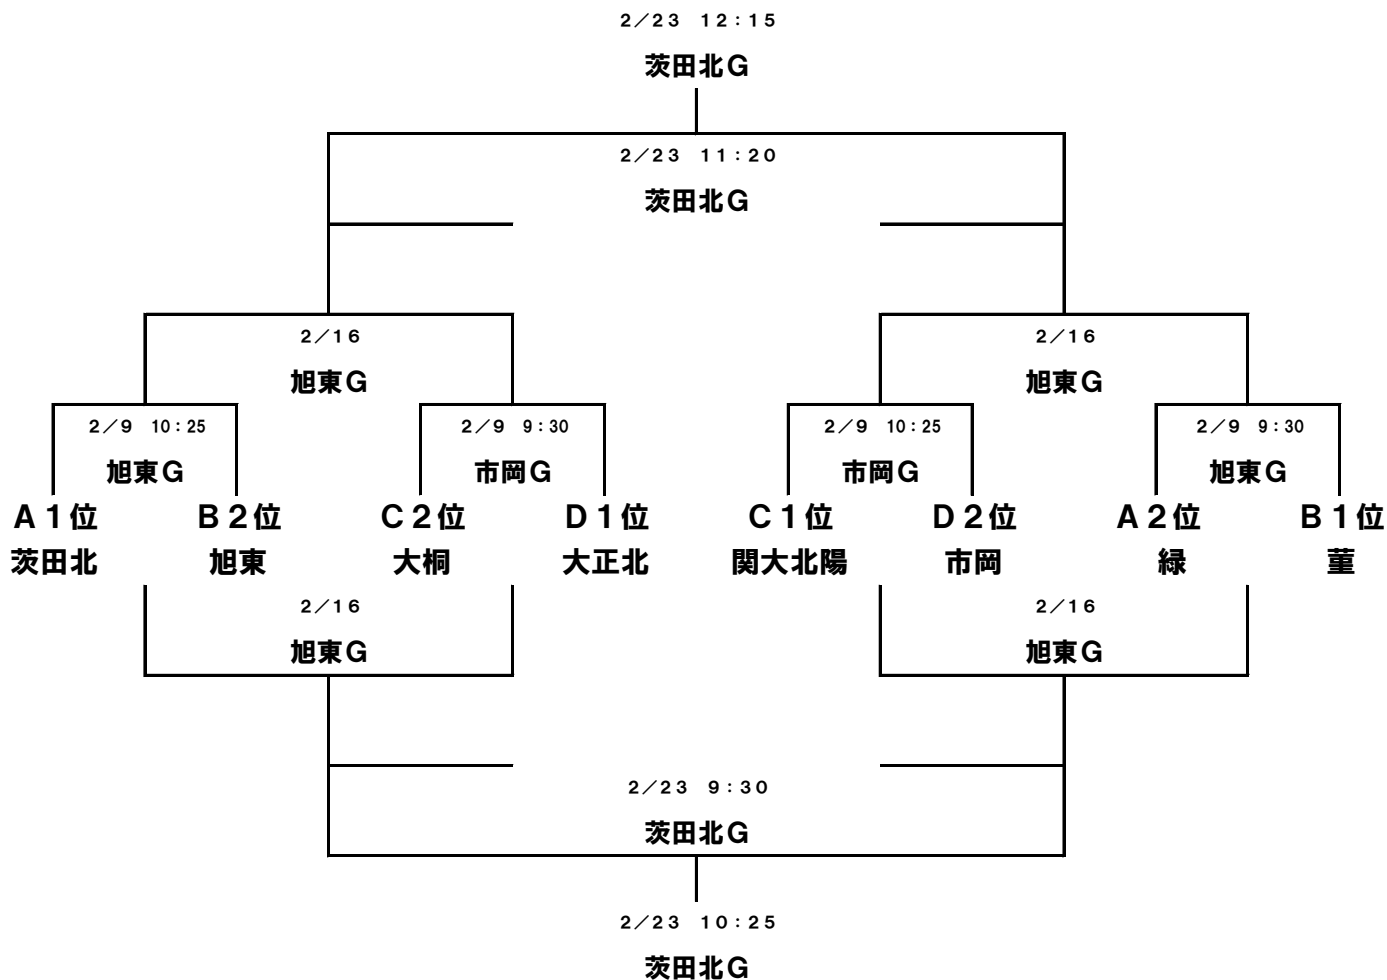 2／23　12：15
茨田北G
2／23　11：20
茨田北G
2／16
旭東G
2／16
旭東G
2／9　10：25
旭東G
2／9　9：30
市岡G
2／9　10：25
市岡G
2／9　9：30
旭東G
A１位
B２位
C２位
D１位
C１位
D２位
A２位
B１位
茨田北
旭東
大桐
大正北
関大北陽
市岡
緑
菫
2／16
旭東G
2／16
旭東G
2／23　9：30
茨田北G
2／23　10：25
茨田北G